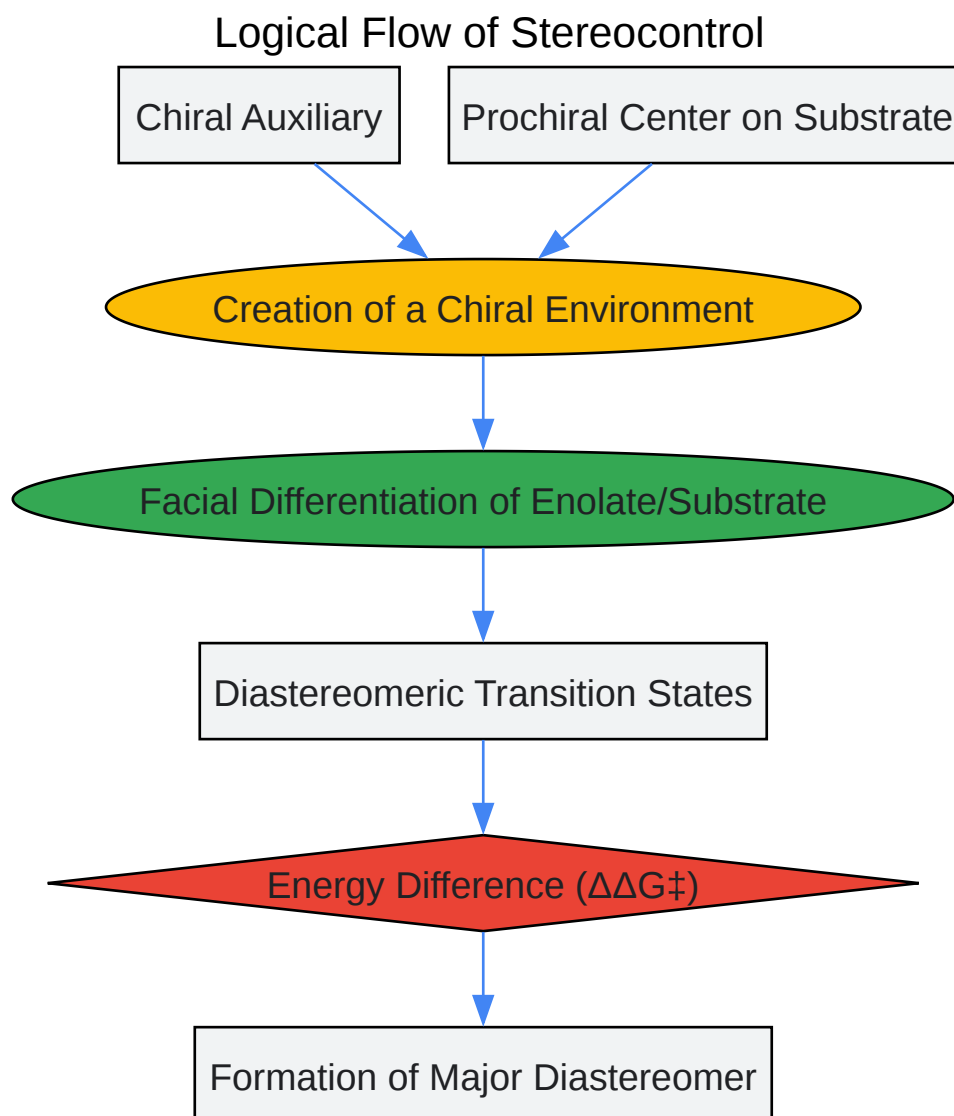 Logical Flow of Stereocontrol
Chiral Auxiliary
Prochiral Center on Substrate
Creation of a Chiral Environment
Facial Differentiation of Enolate/Substrate
Diastereomeric Transition States
Energy Difference (ΔΔG‡)
Formation of Major Diastereomer